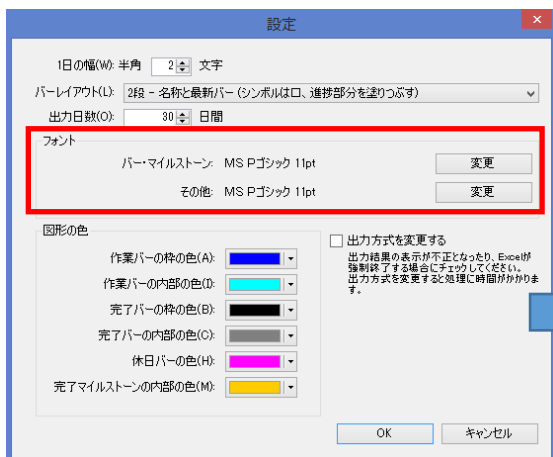 設定
1日の幅(W): 半角 2 文字
バーレイアウト(L): 2段 - 名称と最新バー (シンボルは口、進捗部分を塗りつぶす)
出力日数(O): 30 日間
フォント
バー・マイルストーン: MS Pゴシック 11pt 変更
その他: MS Pゴシック 11pt 変更
図形の色
作業バーの枠の色(A):
作業バーの内部の色(I):
完了バーの枠の色(B):
完了バーの内部の色(C):
休日バーの色(H):
完了マイルストーンの内部の色(M):
出力方式を変更する
出力結果の表示が不正となったり、Excelが
強制終了する場合にチェックしてください。
出力方式を変更すると処理に時間がかかりま
す。
OK キャンセル